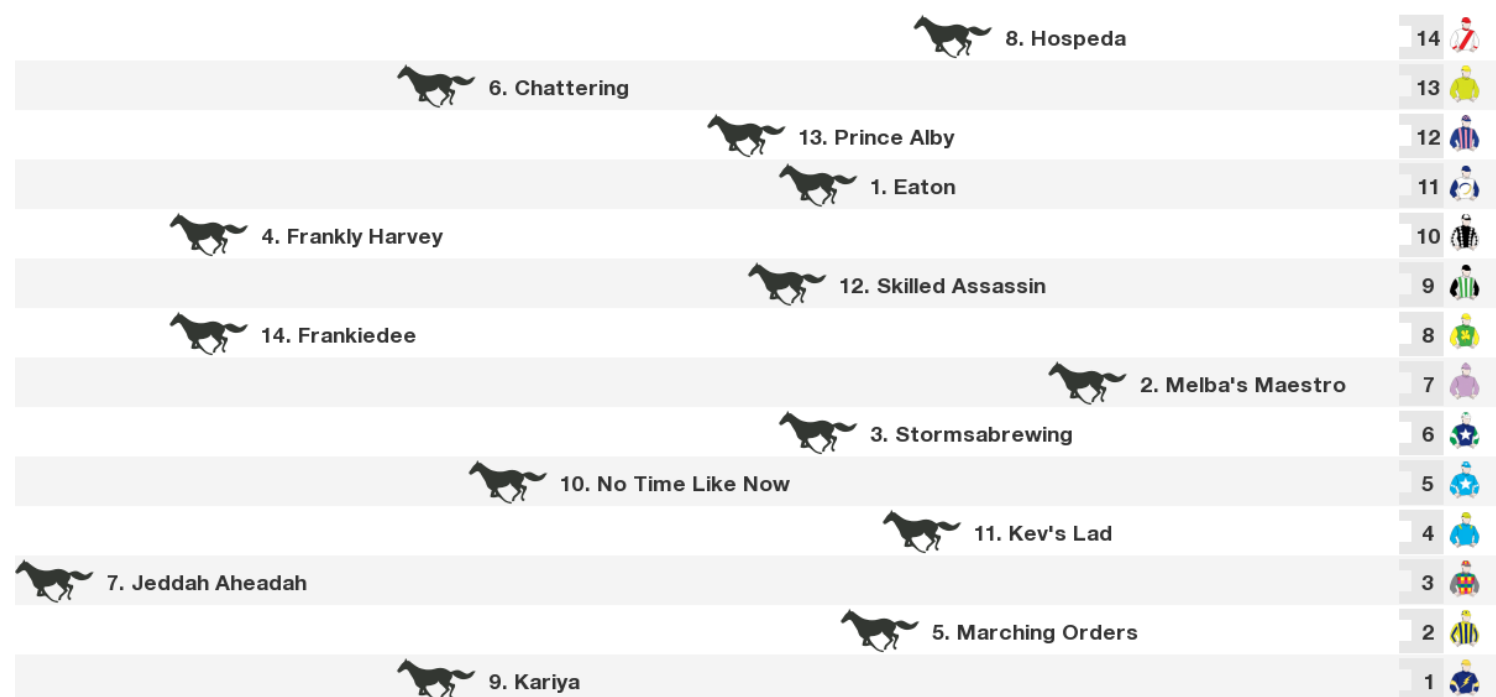 8. Hospeda 14
6. Chattering 13
13. Prince Alby 12
1. Eaton 11
4. Frankly Harvey 10
12. Skilled Assassin 9
14. Frankiedee 8
2. Melba's Maestro 7
3. Stormsabrewing 6
10. No Time Like Now 5
11. Kev's Lad 4
7. Jeddah Aheadah 3
5. Marching Orders 2
9. Kariya 1